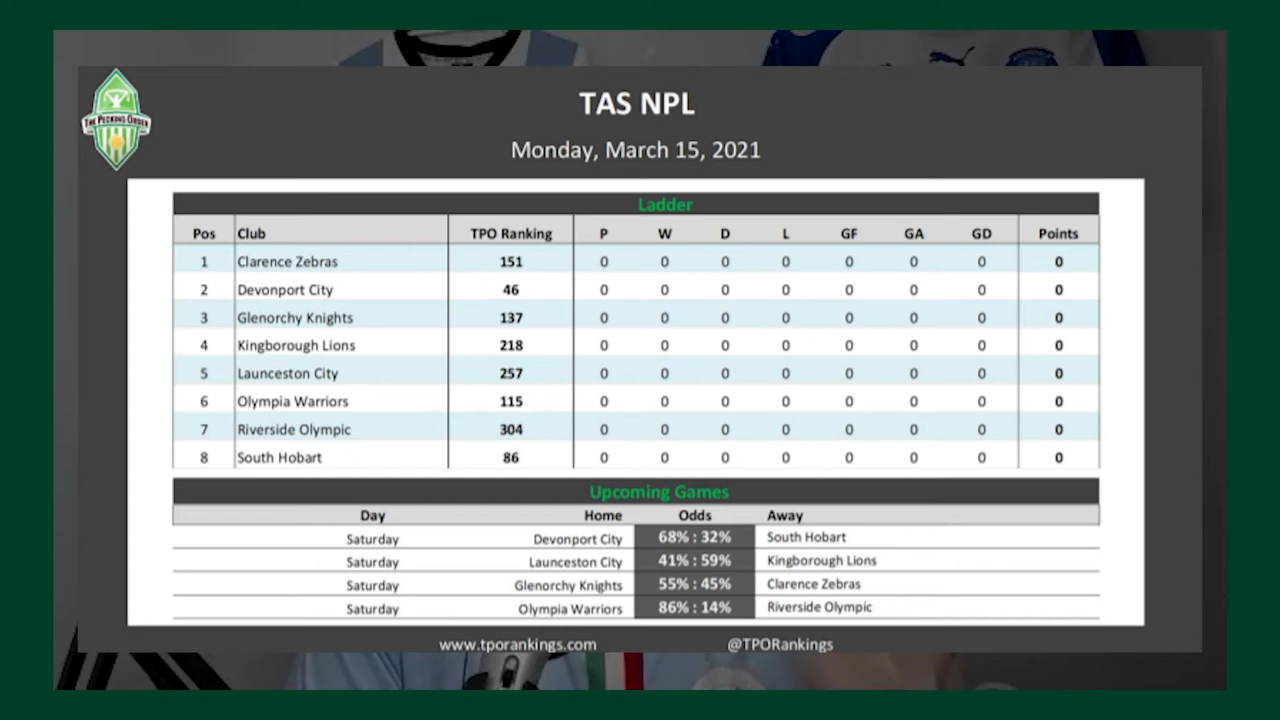 THE PECKING ORDER
TAS NPL
Monday, March 15, 2021
Ladder
Pos Club TPO Ranking P W D L GF GA GD Points
1 Clarence Zebras 151 0 0 0 0 0 0 0 0
2 Devonport City 46 0 0 0 0 0 0 0 0
3 Glenorchy Knights 137 0 0 0 0 0 0 0 0
4 Kingborough Lions 218 0 0 0 0 0 0 0 0
5 Launceston City 257 0 0 0 0 0 0 0 0
6 Olympia Warriors 115 0 0 0 0 0 0 0 0
7 Riverside Olympic 304 0 0 0 0 0 0 0 0
8 South Hobart 86 0 0 0 0 0 0 0 0
Upcoming Games
Day Home Odds Away
Saturday Devonport City 68% : 32% South Hobart
Saturday Launceston City 41% : 59% Kingborough Lions
Saturday Glenorchy Knights 55% : 45% Clarence Zebras
Saturday Olympia Warriors 86% : 14% Riverside Olympic
www.tporankings.com @TPORankings